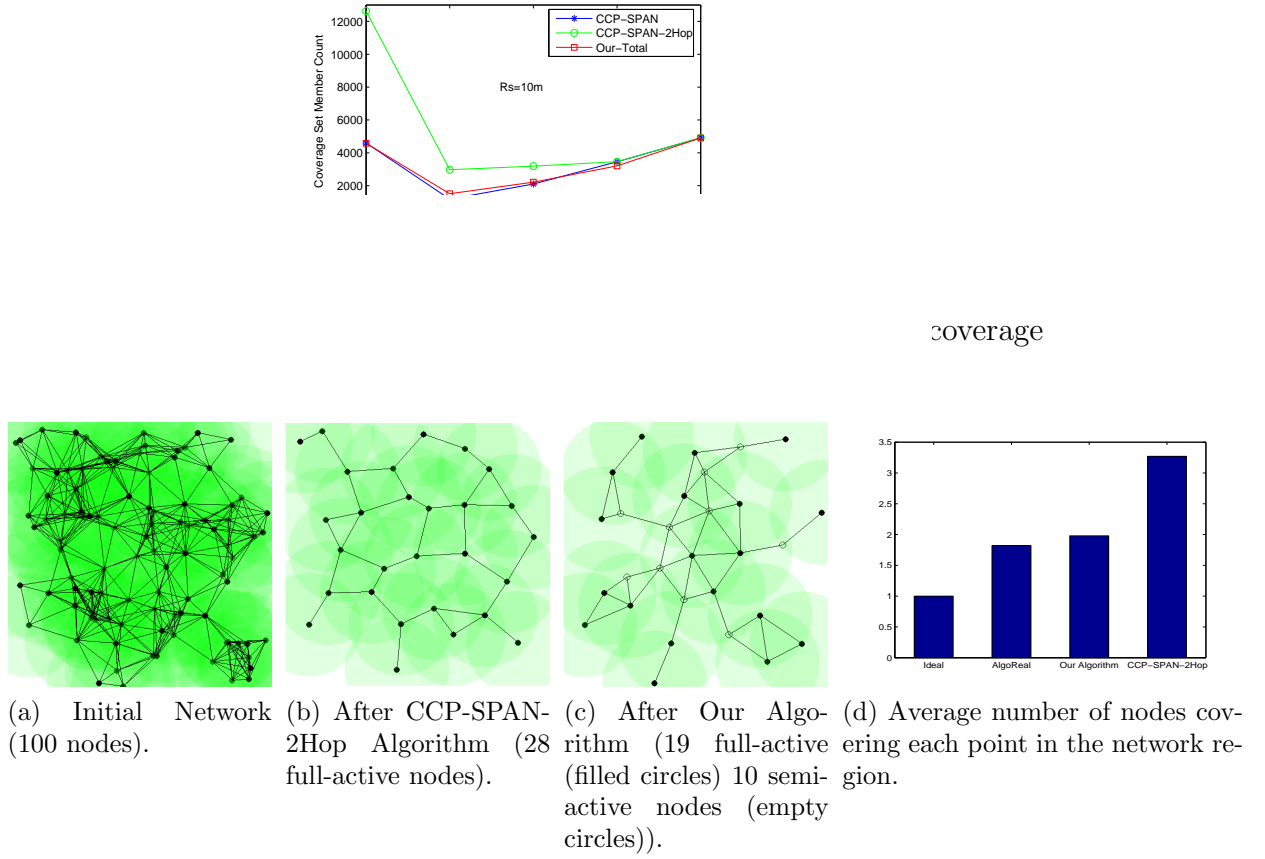 CCP-SPAN
CCP-SPAN-2Hop
Our-Total
12000
10000
8000
6000
4000
2000
Coverage Set Member Count
Rs=10m
coverage
3.5
3
2.5
2
1.5
1
0.5
0
Ideal AlgoReal Our Algorithm CCP-SPAN-2Hop
(a) Initial Network
(100 nodes).
(b) After CCP-SPAN-
2Hop Algorithm (28
full-active nodes).
(c) After Our Algo-
rithm (19 full-active
(filled circles) 10 semi-
active nodes (empty
circles)).
(d) Average number of nodes cov-
ering each point in the network re-
gion.